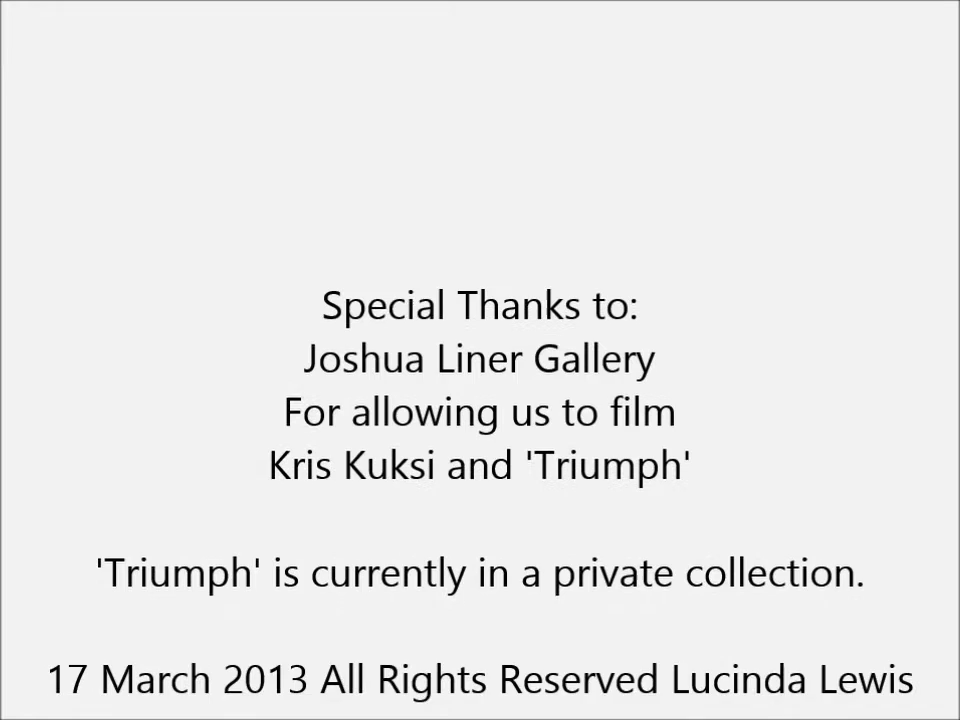 Special Thanks to:
Joshua Liner Gallery
For allowing us to film
Kris Kuksi and 'Triumph'
'Triumph' is currently in a private collection.
17 March 2013 All Rights Reserved Lucinda Lewis